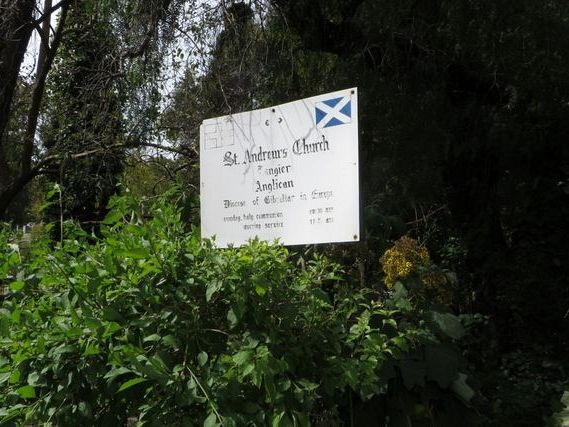 St. Andrew's Church
Tangier
Anglican
Diocese of Gibraltar in Europe
sunday, holy communion
morning service